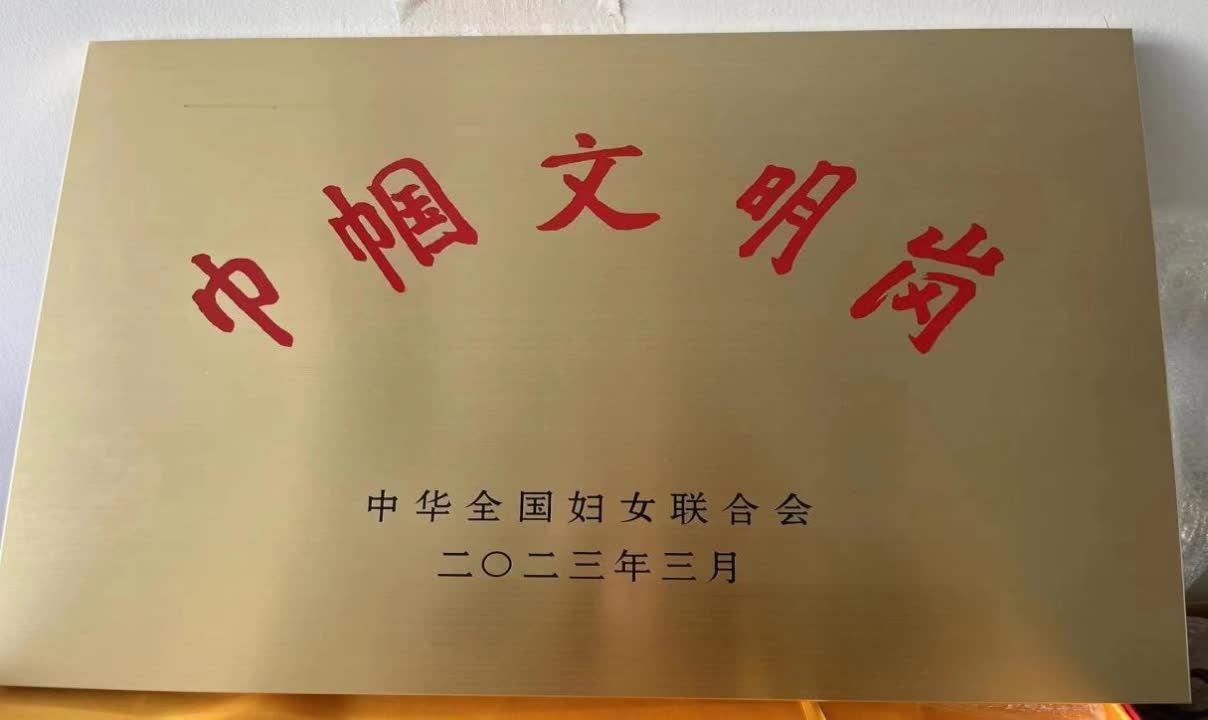 巾帼文明岗
中华全国妇女联合会
二〇二三年三月